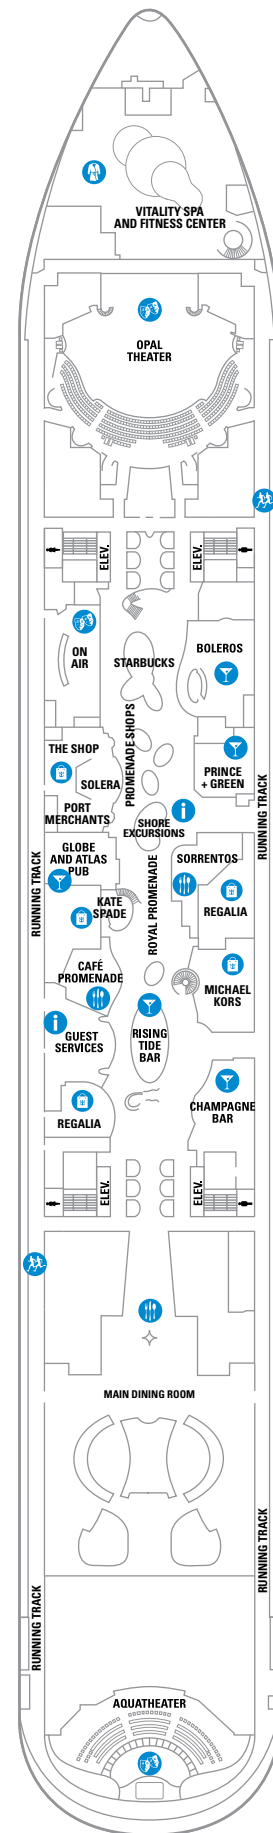 VITALITY SPA
AND FITNESS CENTER
OPAL
THEATER
ELEV.
ELEV.
ON
AIR
STARBUCKS
BOLEROS
THE SHOP
SOLERA
PORT
MERCHANTS
PROMENADE SHOPS
PRINCE
+ GREEN
SHORE
EXCURSIONS
RUNNING TRACK
GLOBE
AND ATLAS
PUB
KATE
SPADE
RUNNING TRACK
ROYAL PROMENADE
SORRENTOS
REGALIA
CAFÉ
PROMENADE
MICHAEL
KORS
GUEST
SERVICES
RISING
TIDE
BAR
REGALIA
CHAMPAGNE
BAR
ELEV.
ELEV.
MAIN DINING ROOM
RUNNING TRACK
RUNNING TRACK
AQUATHEATER